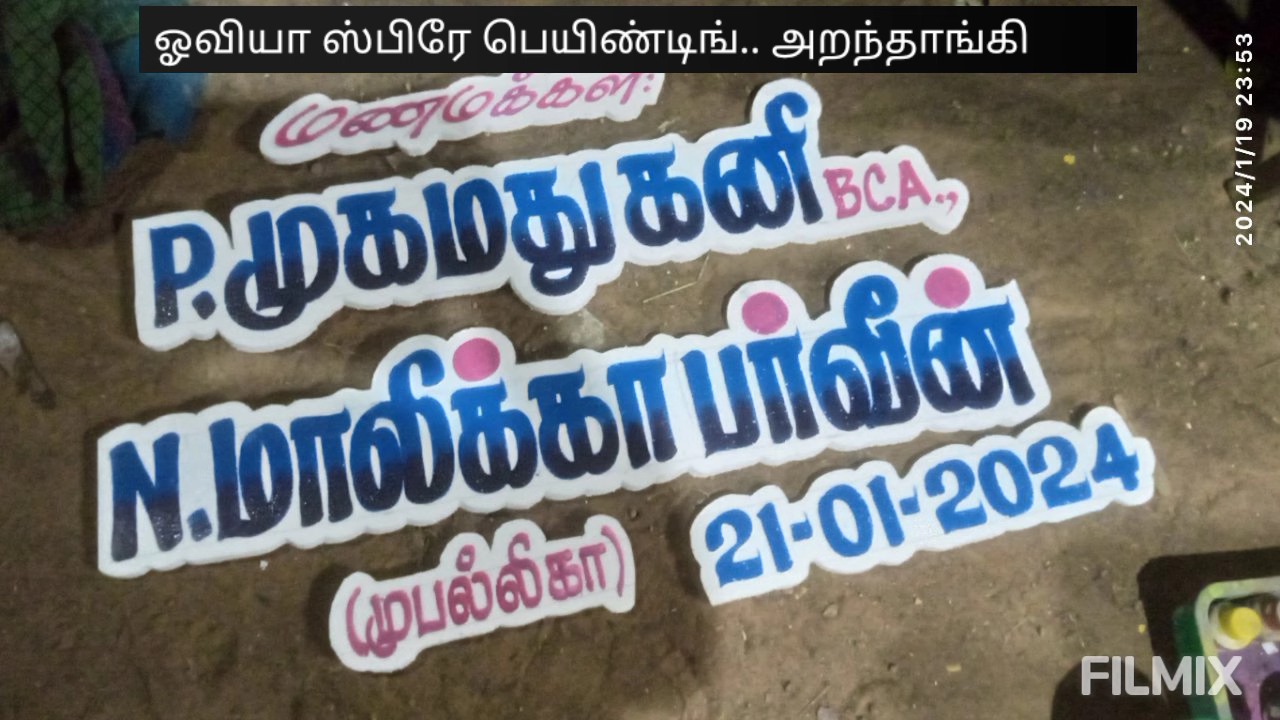 ஓவியா ஸ்பிரே பெயிண்டிங்.. அறந்தாங்கி
மணமக்கள்:
P.முகமதுகனி BCA.,
N.மாலிக்கா பர்வீன்
(முபல்லிகா)
21-01-2024
2024/1/19 23:53
FILMIX